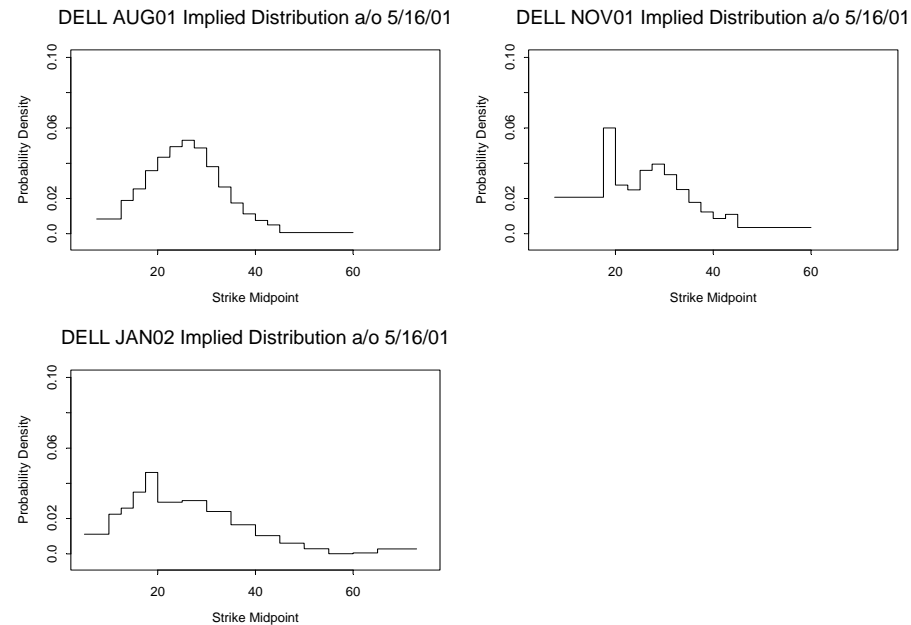 DELL AUG01 Implied Distribution a/o 5/16/01
Probability Density
0.0 0.02 0.06 0.10
20 40 60
Strike Midpoint
DELL NOV01 Implied Distribution a/o 5/16/01
Probability Density
0.0 0.02 0.06 0.10
20 40 60
Strike Midpoint
DELL JAN02 Implied Distribution a/o 5/16/01
Probability Density
0.0 0.02 0.06 0.10
20 40 60
Strike Midpoint